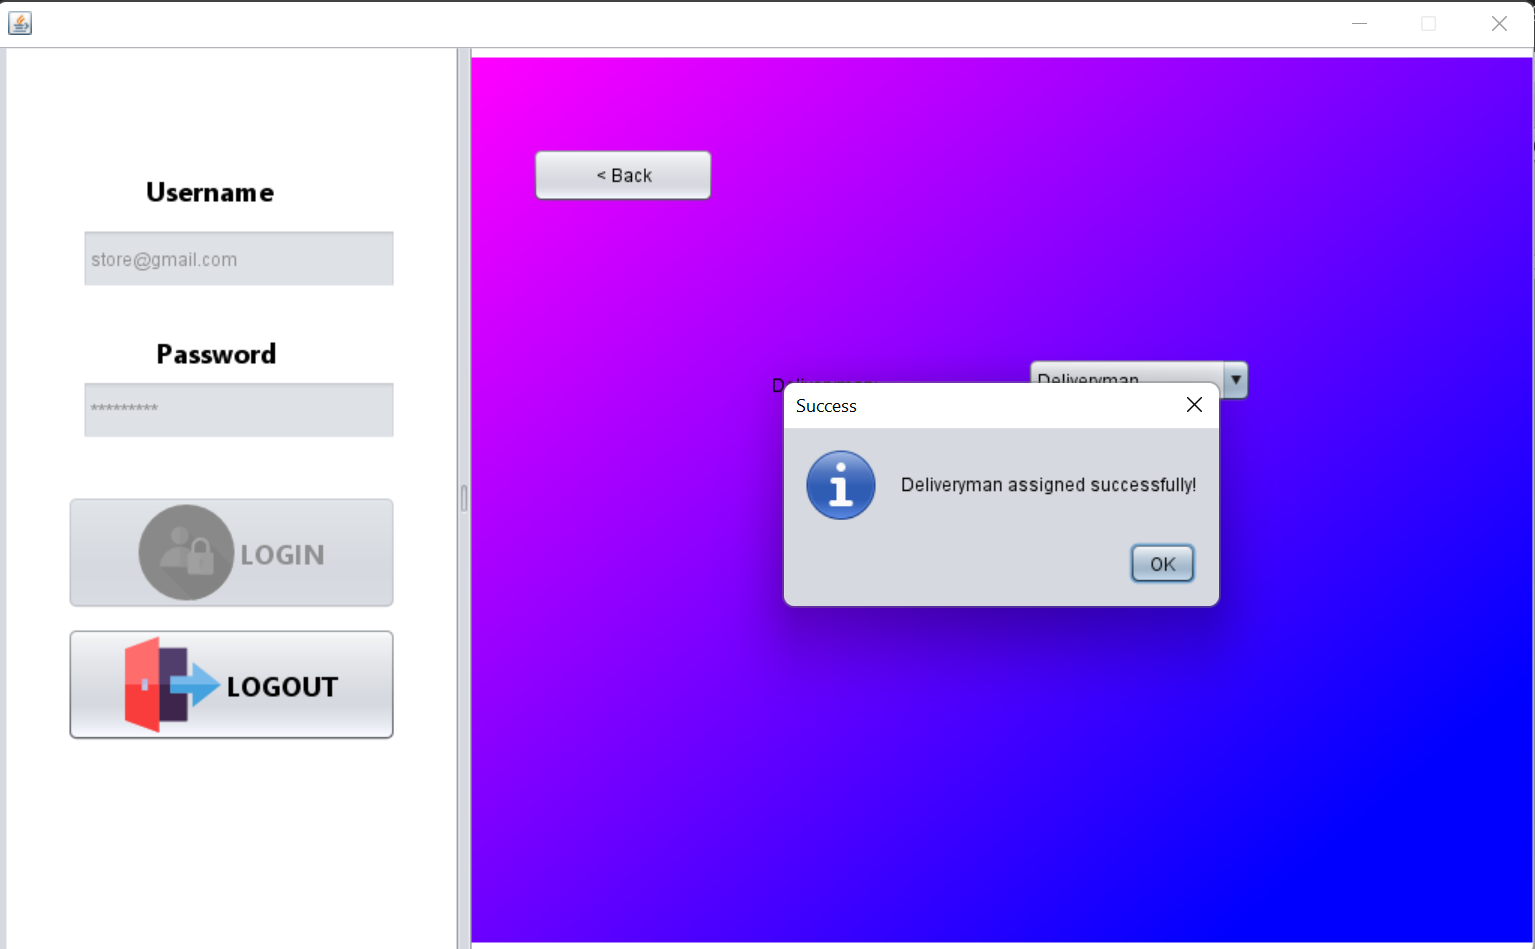 Username
store@gmail.com
Password
*********
LOGIN
LOGOUT
< Back
Deliveryman
Success
Deliveryman assigned successfully!
OK